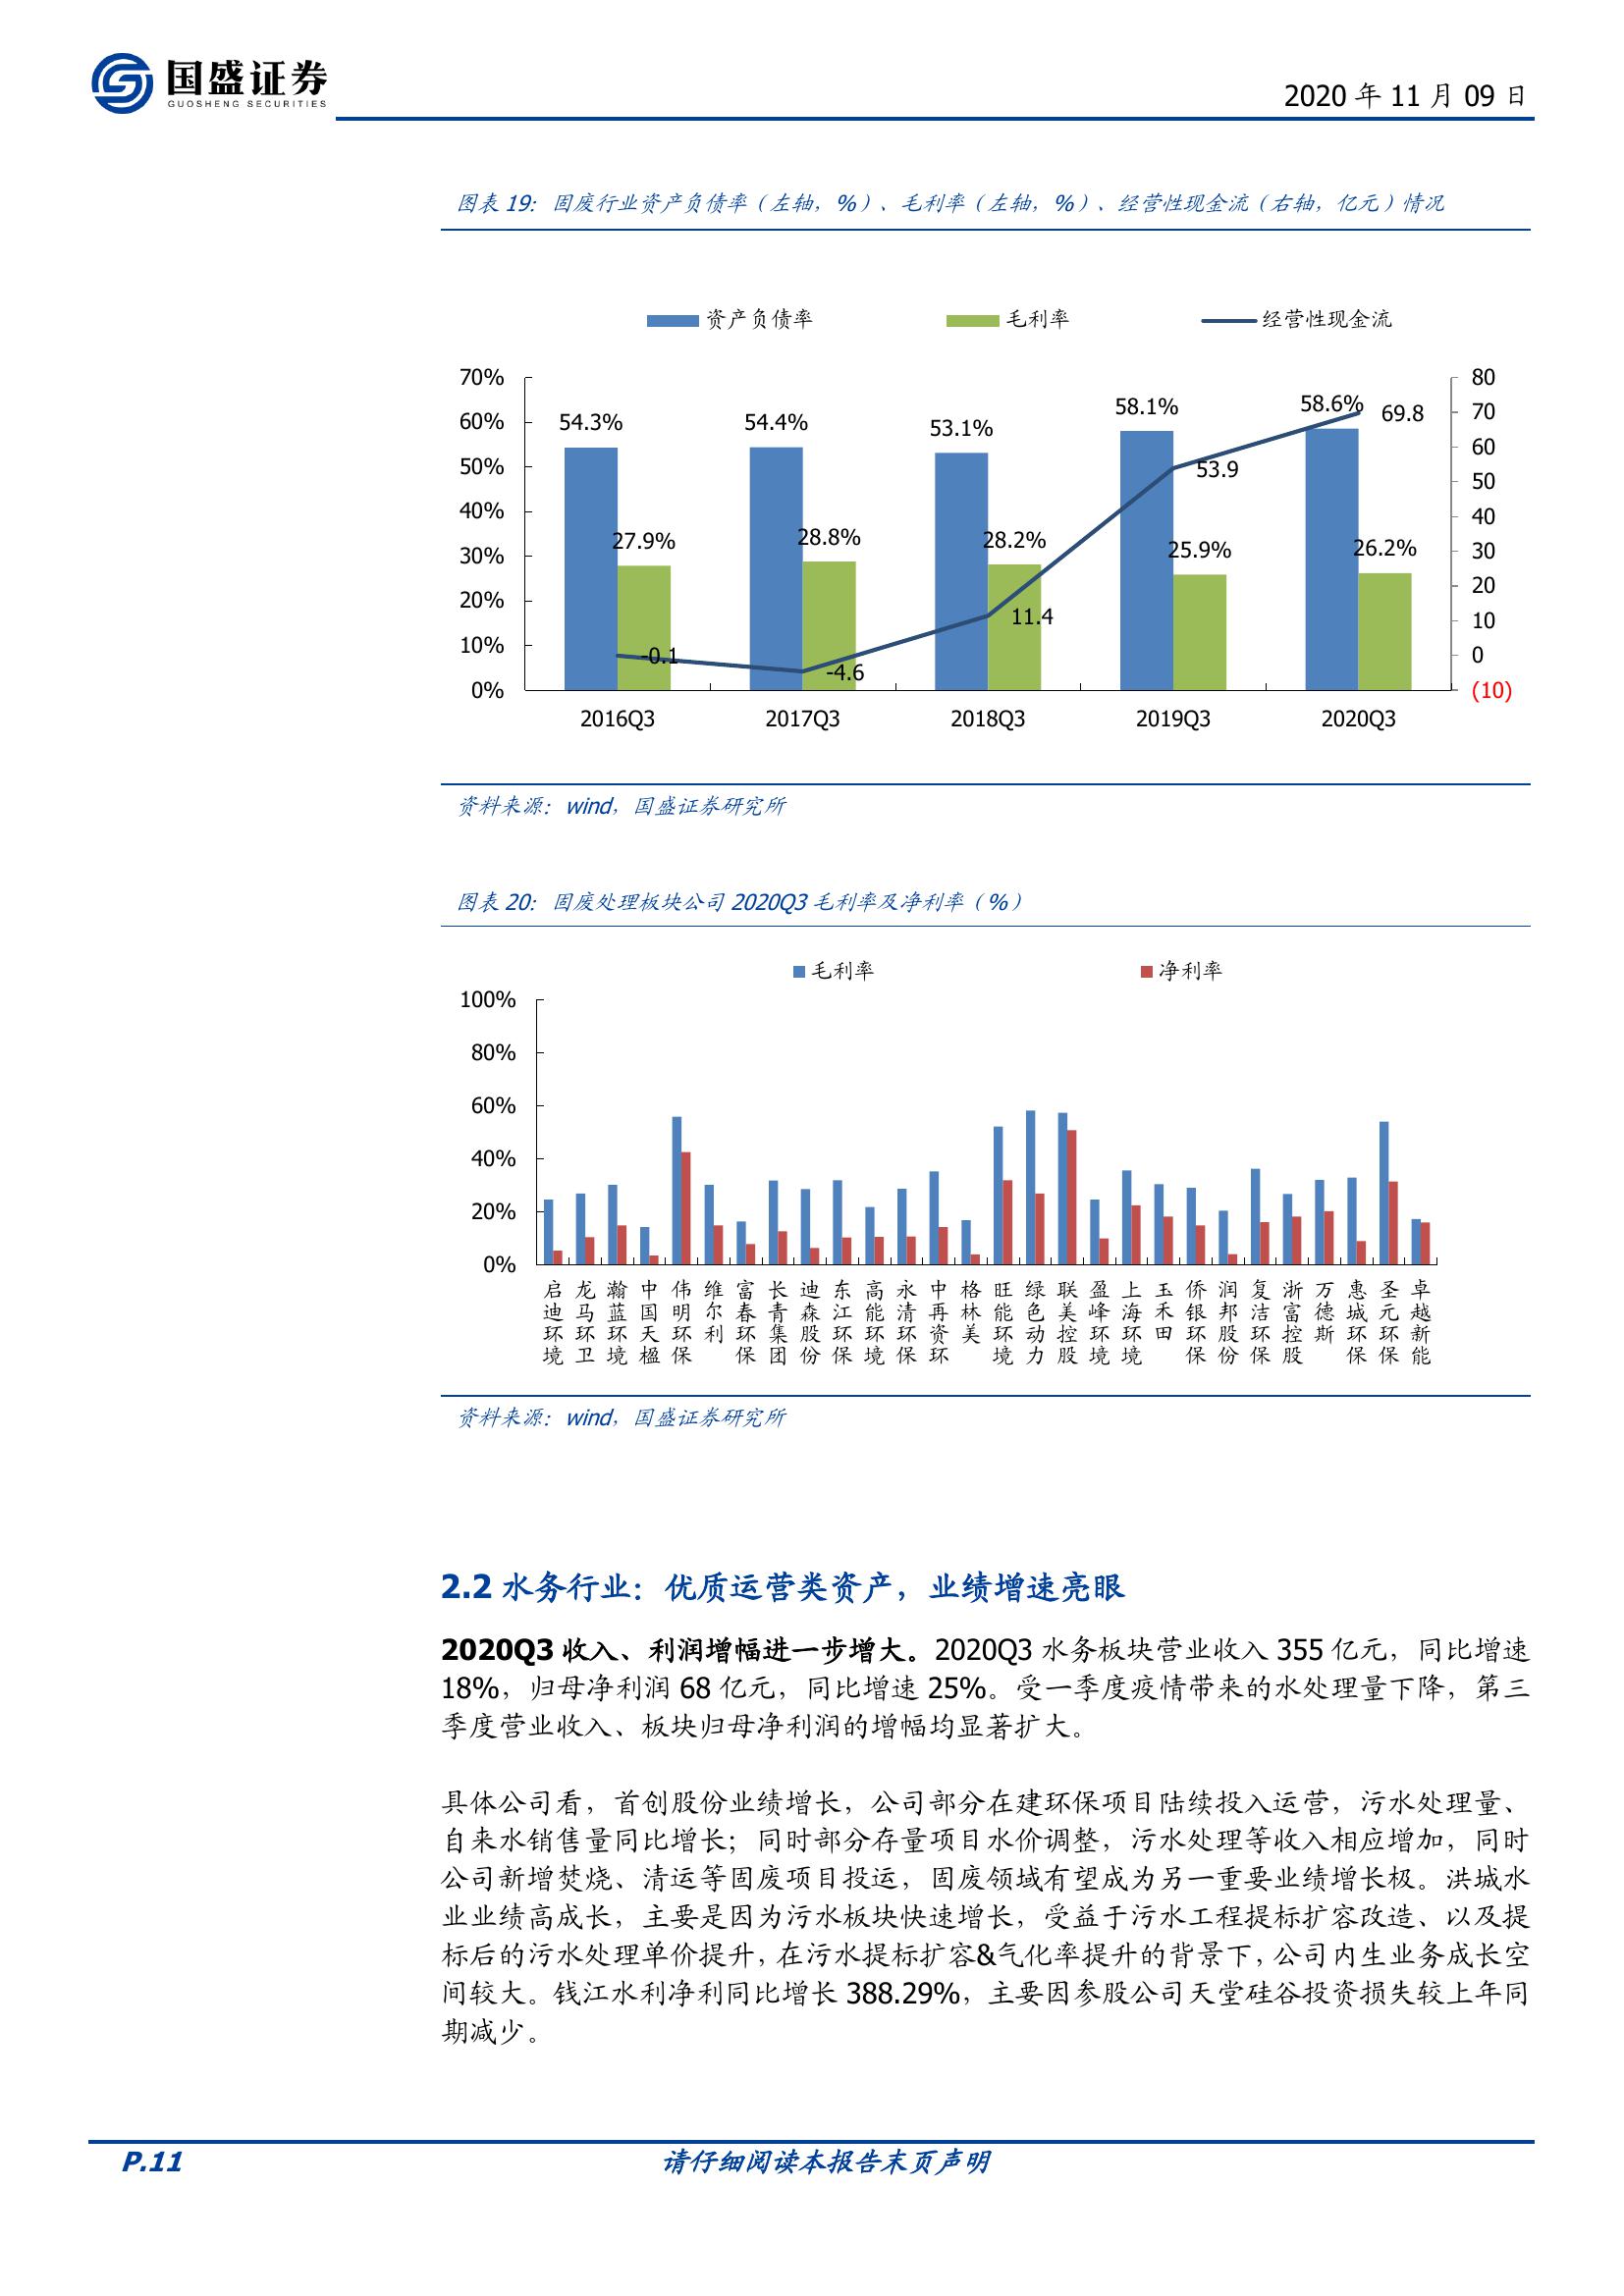 国盛证券
GUOSHENG SECURITIES
2020 年 11 月 09 日
图表 19： 固废行业资产负债率（左轴，%）、毛利率（左轴，%）、经营性现金流（右轴，亿元）情况
资产负债率 毛利率 经营性现金流
70% 80
60% 70
60
50% 50
40% 40
30% 30
20% 20
10
10% 0
0% (10)
54.3% 54.4% 53.1% 58.1% 58.6%
27.9% 28.8% 28.2% 25.9% 26.2%
-0.1 -4.6 11.4 53.9 69.8
2016Q3 2017Q3 2018Q3 2019Q3 2020Q3
资料来源：wind，国盛证券研究所
图表 20： 固废处理板块公司 2020Q3 毛利率及净利率（%）
毛利率 净利率
100%
80%
60%
40%
20%
0%
启迪环境 龙马环卫 瀚蓝环境 中国天楹 伟明环保 维尔利 富春环保 长青集团 迪森股份 东江环保 高能环境 永清环保 中再资环 格林美 旺能环境 绿色动力 联美控股 盈峰环境 上海环境 玉禾田 侨银环保 润邦股份 复洁环保 浙富控股 万德斯 惠城环保 圣元环保 卓越新能
资料来源：wind，国盛证券研究所
2.2 水务行业：优质运营类资产，业绩增速亮眼
2020Q3 收入、利润增幅进一步增大。2020Q3 水务板块营业收入 355 亿元，同比增速
18%，归母净利润 68 亿元，同比增速 25%。受一季度疫情带来的水处理量下降，第三
季度营业收入、板块归母净利润的增幅均显著扩大。
具体公司看，首创股份业绩增长，公司部分在建环保项目陆续投入运营，污水处理量、
自来水销售量同比增长；同时部分存量项目水价调整，污水处理等收入相应增加，同时
公司新增焚烧、清运等固废项目投运，固废领域有望成为另一重要业绩增长极。洪城水
业业绩高成长，主要是因为污水板块快速增长，受益于污水工程提标扩容改造、以及提
标后的污水处理单价提升，在污水提标扩容&气化率提升的背景下，公司内生业务成长空
间较大。钱江水利净利同比增长 388.29%，主要因参股公司天堂硅谷投资损失较上年同
期减少。
P.11 请仔细阅读本报告末页声明